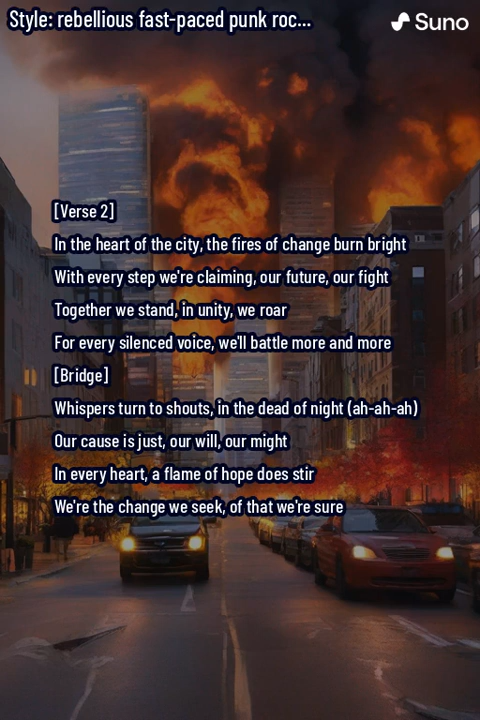 Style: rebellious fast-paced punk roc...
Suno
[Verse 2]
In the heart of the city, the fires of change burn bright
With every step we're claiming, our future, our fight
Together we stand, in unity, we roar
For every silenced voice, we'll battle more and more
[Bridge]
Whispers turn to shouts, in the dead of night (ah-ah-ah)
Our cause is just, our will, our might
In every heart, a flame of hope does stir
We're the change we seek, of that we're sure